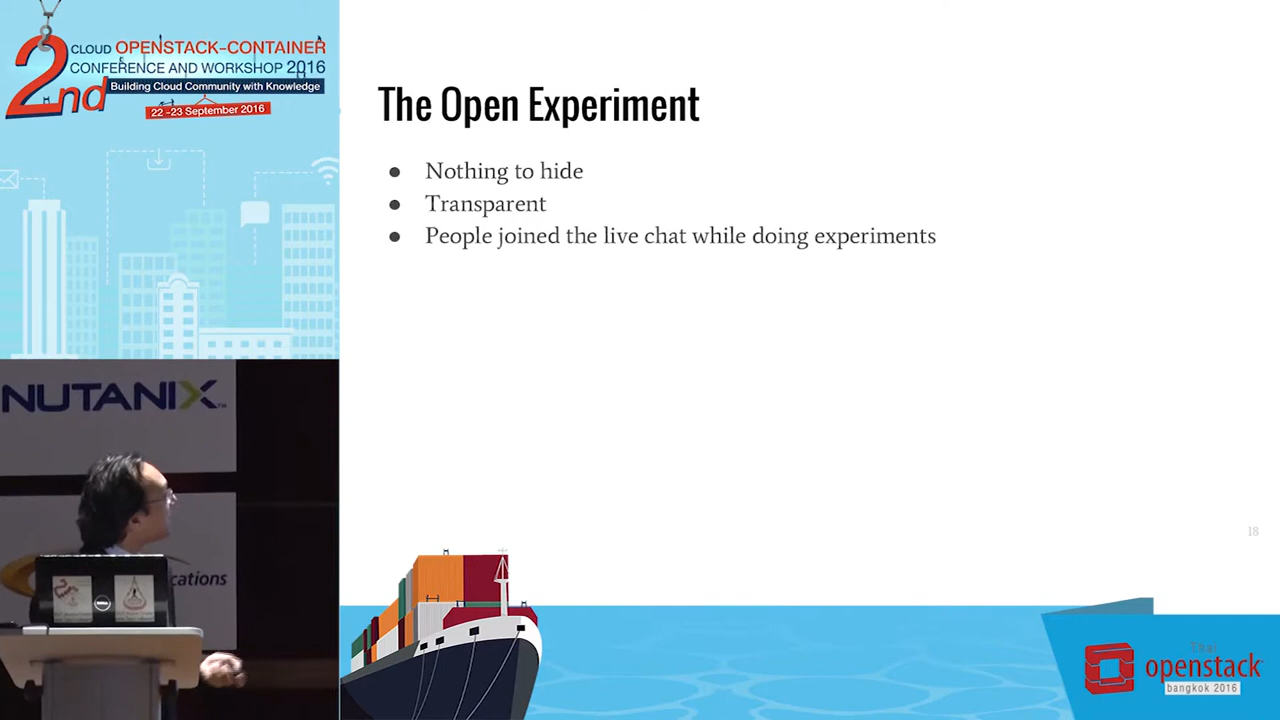 2nd
CLOUD OPENSTACK-CONTAINER
CONFERENCE AND WORKSHOP 2016
Building Cloud Community with Knowledge
22 -23 September 2016
The Open Experiment
● Nothing to hide
● Transparent
● People joined the live chat while doing experiments
NUTANIX
cations
18
Thai
openstack
bangkok 2016